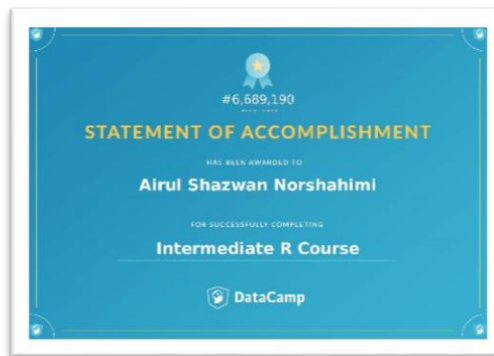 #6,689,190
STATEMENT OF ACCOMPLISHMENT
HAS BEEN AWARDED TO
Airul Shazwan Norshahimi
FOR SUCCESSFULLY COMPLETING
Intermediate R Course
DataCamp